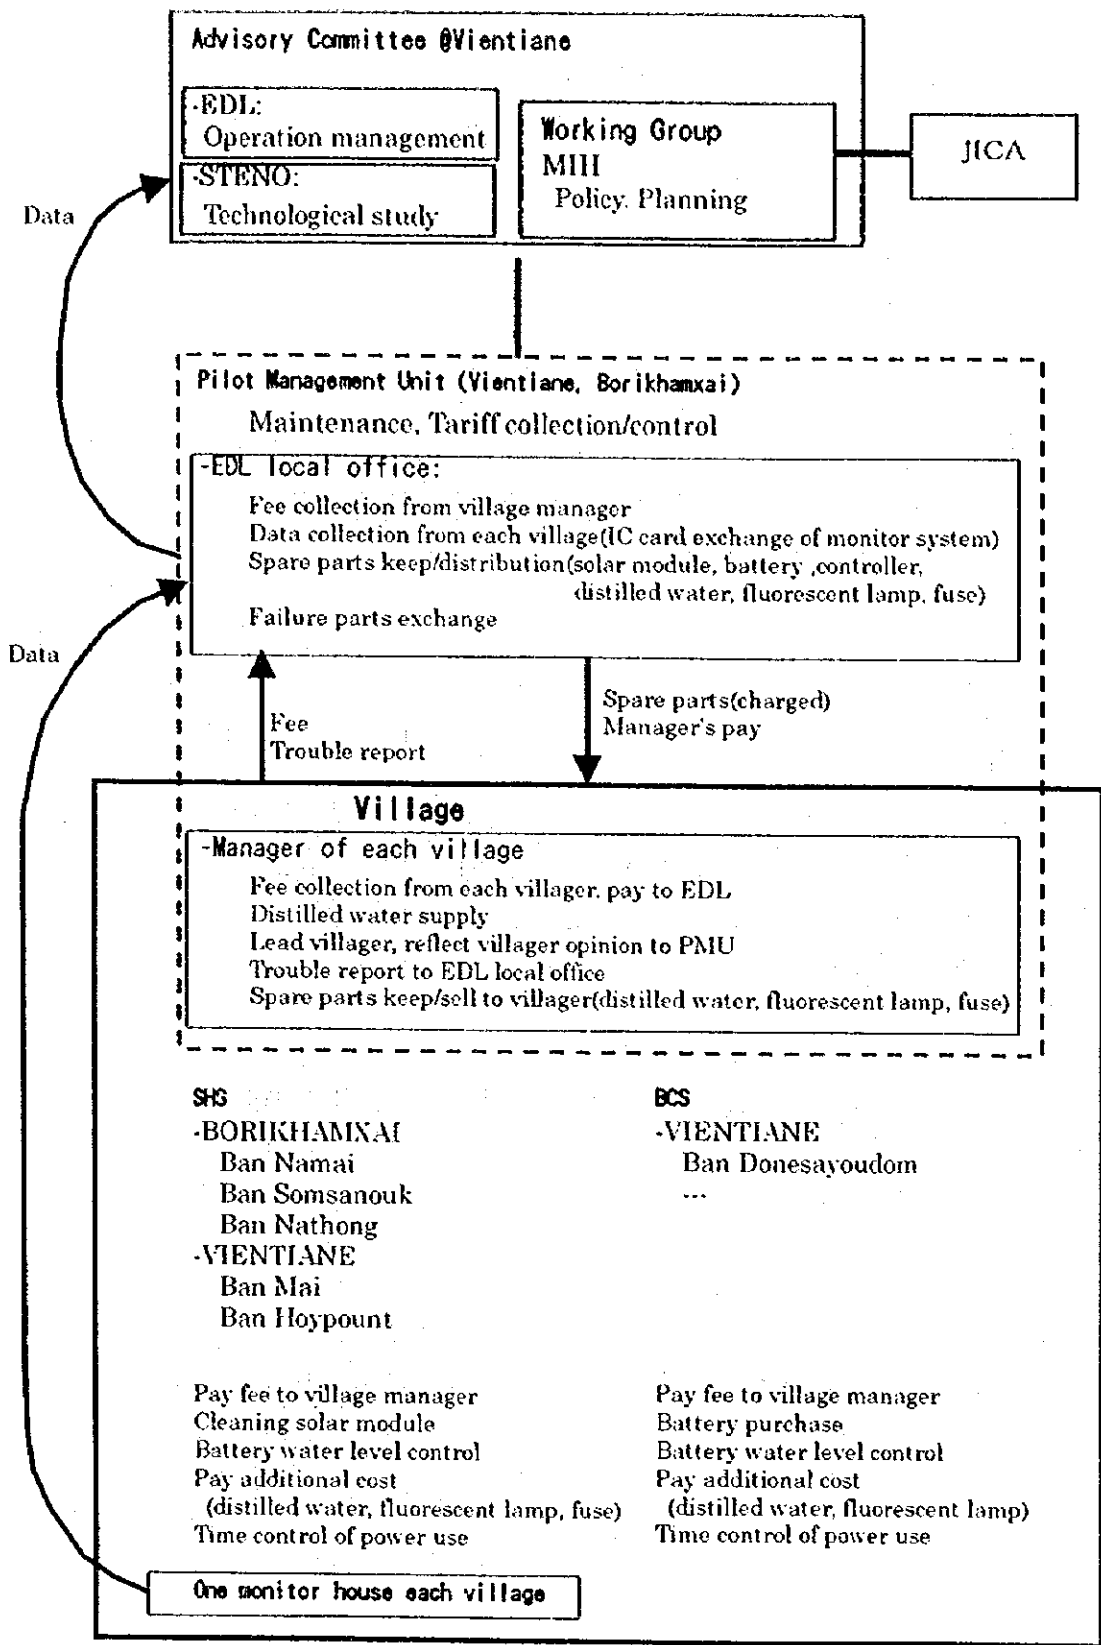 Advisory Committee @Vientiane
-EDL:
Operation management
-STENO:
Technological study
Working Group
MIH
Policy. Planning
JICA
Data
Pilot Management Unit (Vientiane, Borikhamxai)
Maintenance, Tariff collection/control
-EDL local office:
Fee collection from village manager
Data collection from each village(IC card exchange of monitor system)
Spare parts keep/distribution(solar module, battery ,controller,
distilled water, fluorescent lamp, fuse)
Failure parts exchange
Data
Fee
Trouble report
Spare parts(charged)
Manager's pay
Village
-Manager of each village
Fee collection from each villager. pay to EDL
Distilled water supply
Lead villager, reflect villager opinion to PMU
Trouble report to EDL local office
Spare parts keep/sell to villager(distilled water, fluorescent lamp, fuse)
SHS
-BORIKHAMXAI
Ban Namai
Ban Somsanouk
Ban Nathong
-VIENTIANE
Ban Mai
Ban Hoypount
BCS
-VIENTIANE
Ban Donesayoudom
...
Pay fee to village manager
Cleaning solar module
Battery water level control
Pay additional cost
(distilled water, fluorescent lamp, fuse)
Time control of power use
Pay fee to village manager
Battery purchase
Battery water level control
Pay additional cost
(distilled water, fluorescent lamp)
Time control of power use
One monitor house each village